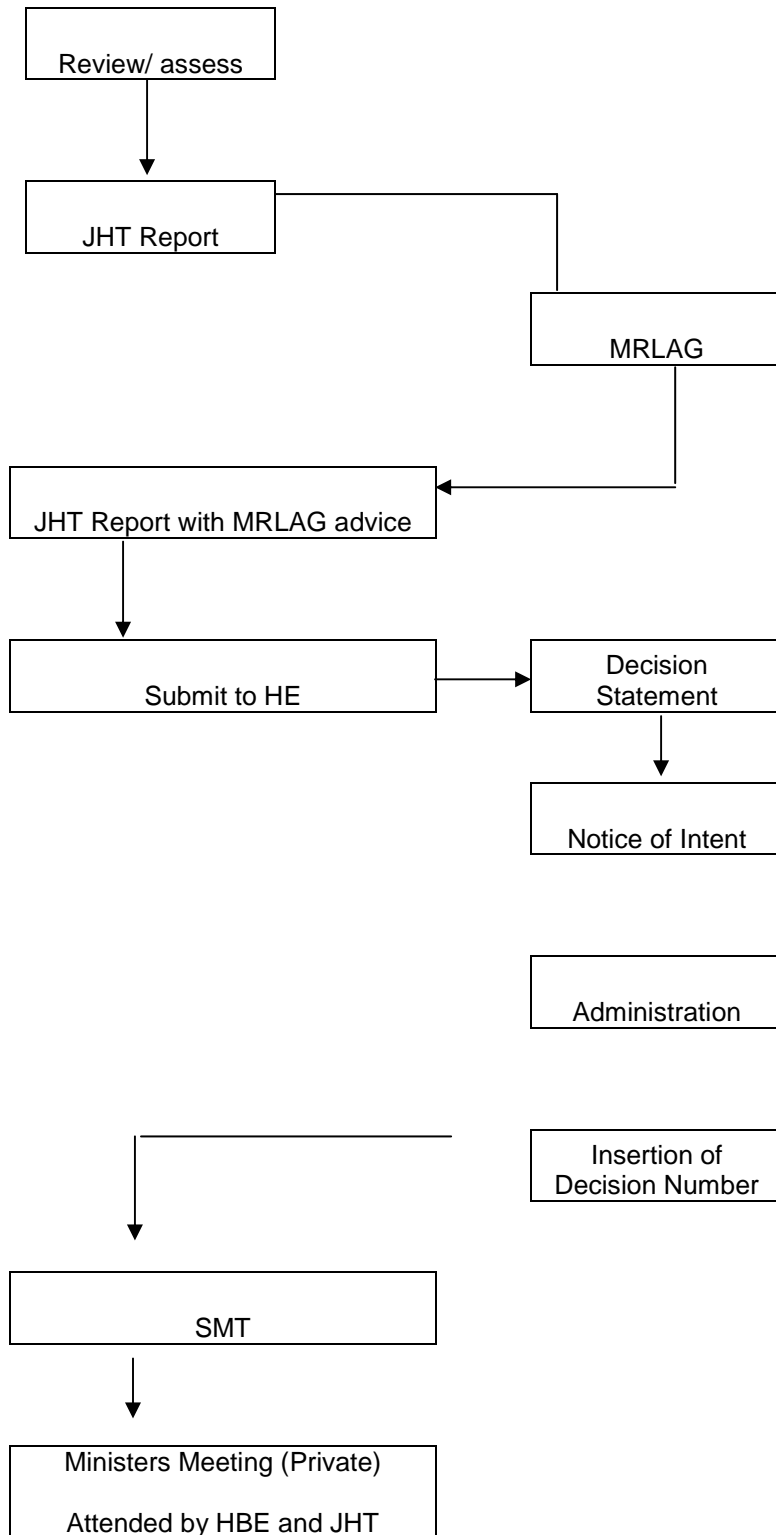 Review/ assess
JHT Report
MRLAG
JHT Report with MRLAG advice
Submit to HE
Decision
Statement
Notice of Intent
Administration
Insertion of
Decision Number
SMT
Ministers Meeting (Private)
Attended by HBE and JHT